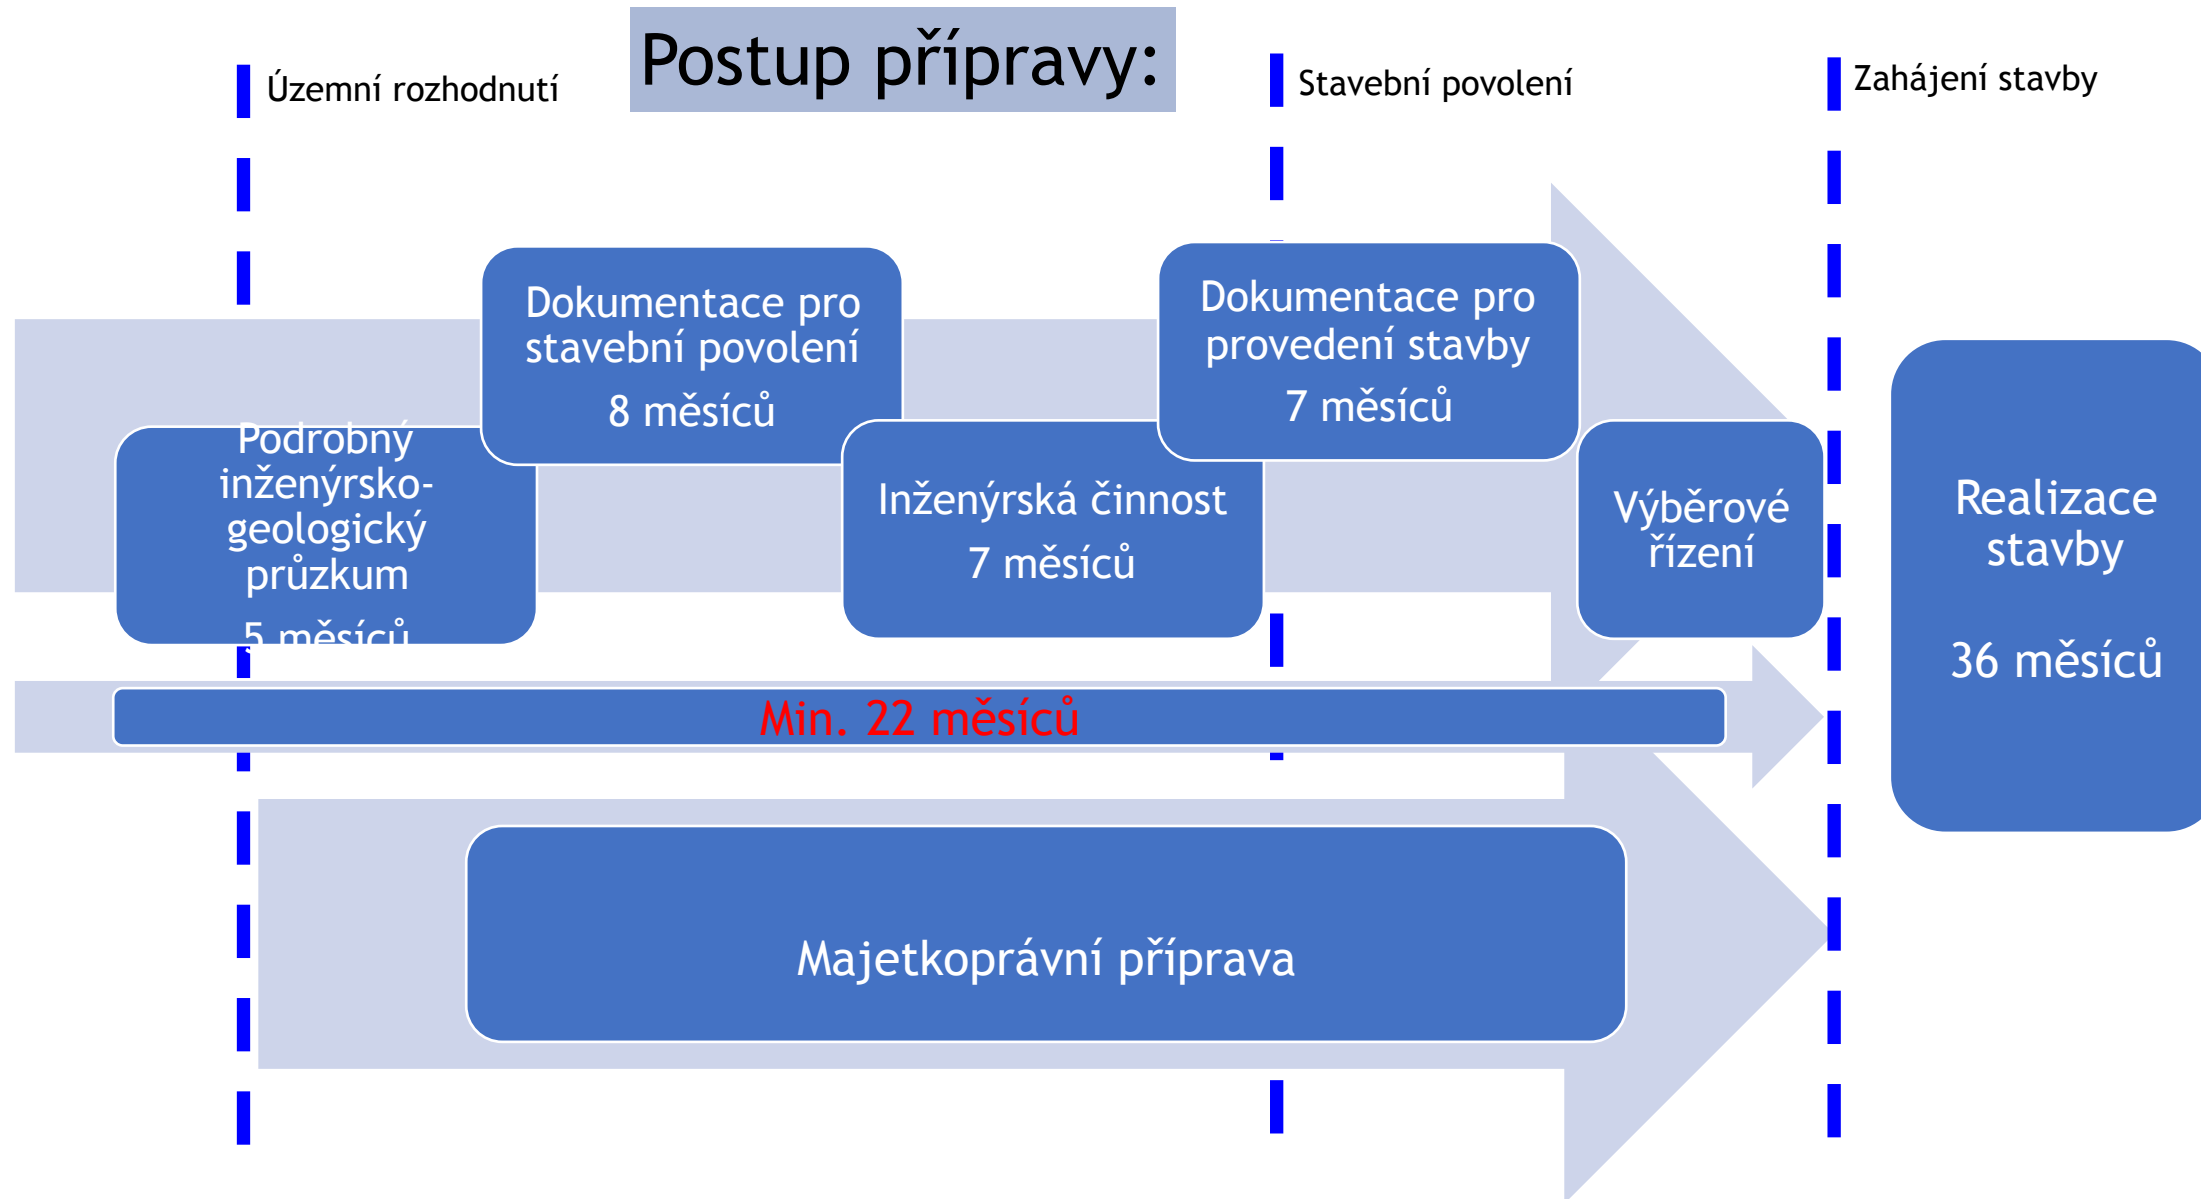 Postup přípravy:
Územní rozhodnutí
Stavební povolení
Zahájení stavby
Podrobný
inženýrsko-
geologický
průzkum
5 měsíců
Dokumentace pro
stavební povolení
8 měsíců
Inženýrská činnost
7 měsíců
Dokumentace pro
provedení stavby
7 měsíců
Výběrové
řízení
Realizace
stavby
36 měsíců
Min. 22 měsíců
Majetkoprávní příprava